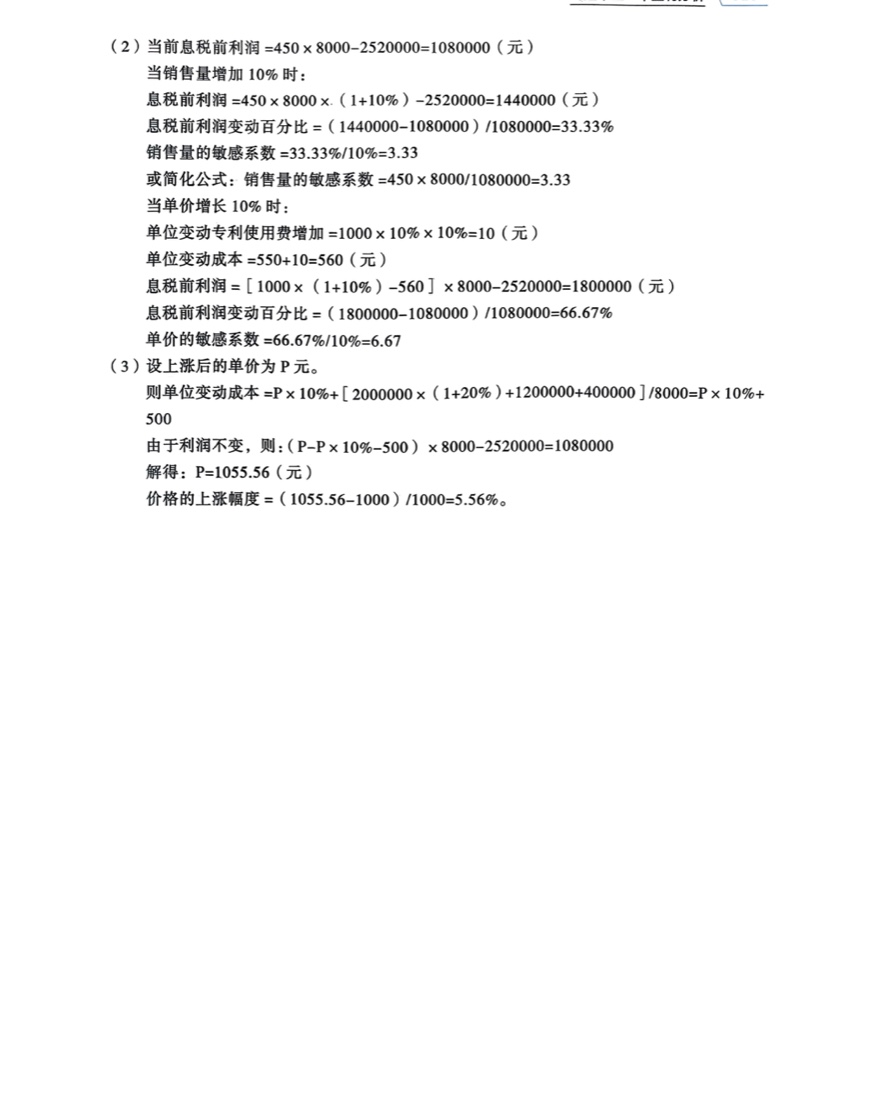 （2）当前息税前利润 =450×8000-2520000=1080000（元）
当销售量增加 10% 时：
息税前利润 =450×8000×（1+10%）-2520000=1440000（元）
息税前利润变动百分比 =（1440000-1080000）/1080000=33.33%
销售量的敏感系数 =33.33%/10%=3.33
或简化公式：销售量的敏感系数 =450×8000/1080000=3.33
当单价增长 10% 时：
单位变动专利使用费增加 =1000×10%×10%=10（元）
单位变动成本 =550+10=560（元）
息税前利润 =［1000×（1+10%）-560］×8000-2520000=1800000（元）
息税前利润变动百分比 =（1800000-1080000）/1080000=66.67%
单价的敏感系数 =66.67%/10%=6.67
（3）设上涨后的单价为 P 元。
则单位变动成本 =P×10%+［2000000×（1+20%）+1200000+400000］/8000=P×10%+
500
由于利润不变，则：（P-P×10%-500）×8000-2520000=1080000
解得：P=1055.56（元）
价格的上涨幅度 =（1055.56-1000）/1000=5.56%。